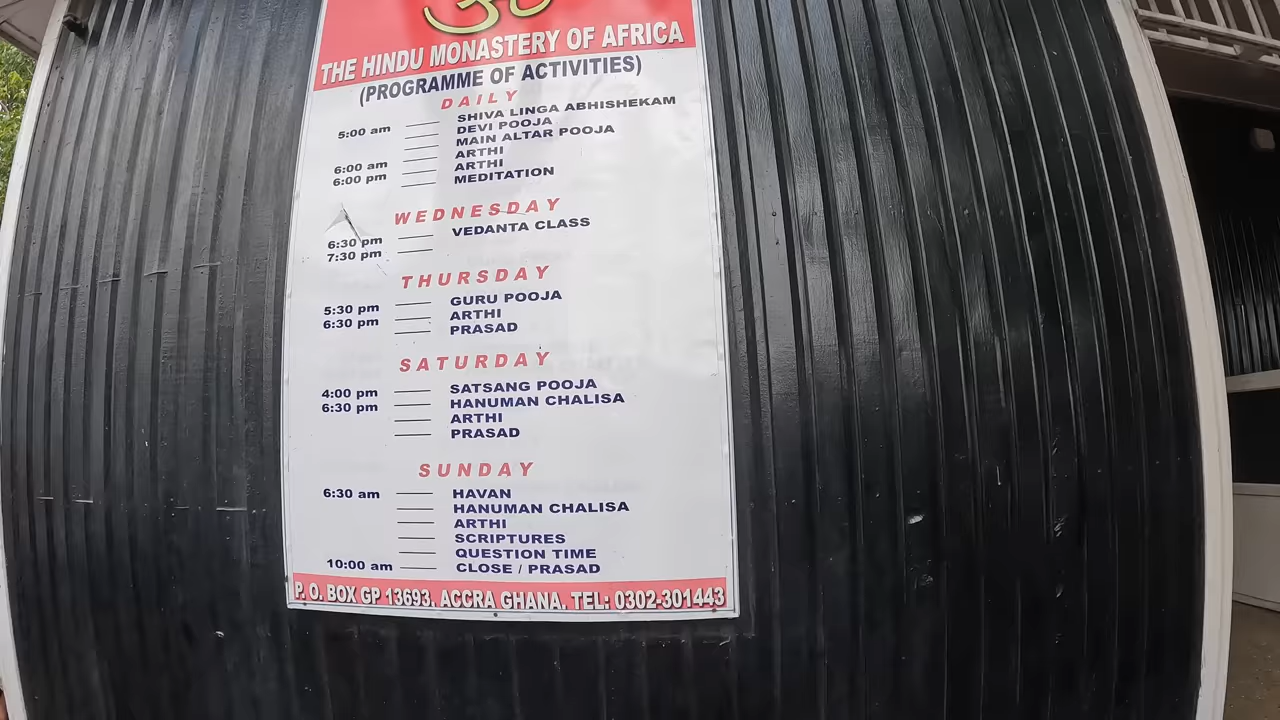 ॐ
THE HINDU MONASTERY OF AFRICA
(PROGRAMME OF ACTIVITIES)
DAILY
5:00 am SHIVA LINGA ABHISHEKAM
DEVI POOJA
MAIN ALTAR POOJA
ARTHI
6:00 am ARTHI
6:00 pm MEDITATION
WEDNESDAY
6:30 pm VEDANTA CLASS
7:30 pm
THURSDAY
5:30 pm GURU POOJA
6:30 pm ARTHI
PRASAD
SATURDAY
4:00 pm SATSANG POOJA
6:30 pm HANUMAN CHALISA
ARTHI
PRASAD
SUNDAY
6:30 am HAVAN
HANUMAN CHALISA
ARTHI
SCRIPTURES
QUESTION TIME
10:00 am CLOSE / PRASAD
P. O. BOX GP 13693, ACCRA GHANA. TEL: 0302-301443